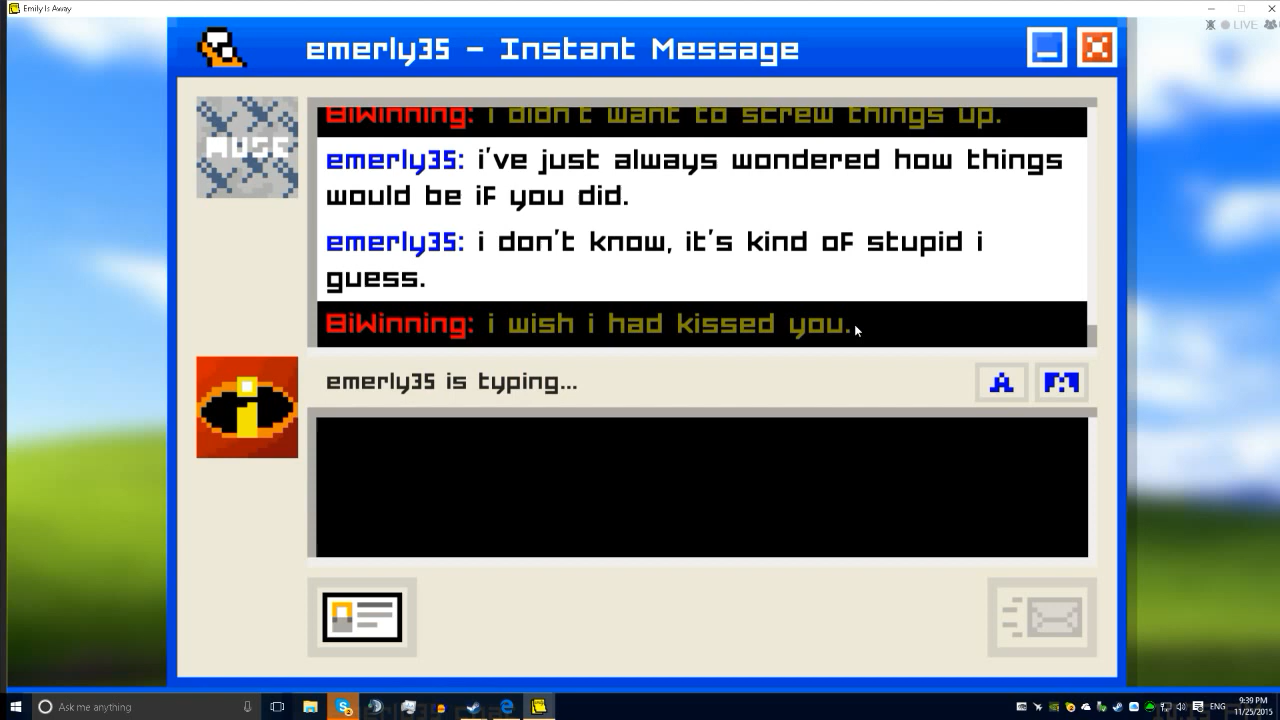 Emily Is Away
LIVE
emerly35 - Instant Message
MUSE
BiWinning: i didn't want to screw things up.
emerly35: i've just always wondered how things
would be if you did.
emerly35: i don't know, it's kind of stupid i
guess.
BiWinning: i wish i had kissed you.
emerly35 is typing...
A
i
Ask me anything
ENG
9:39 PM
11/25/2015